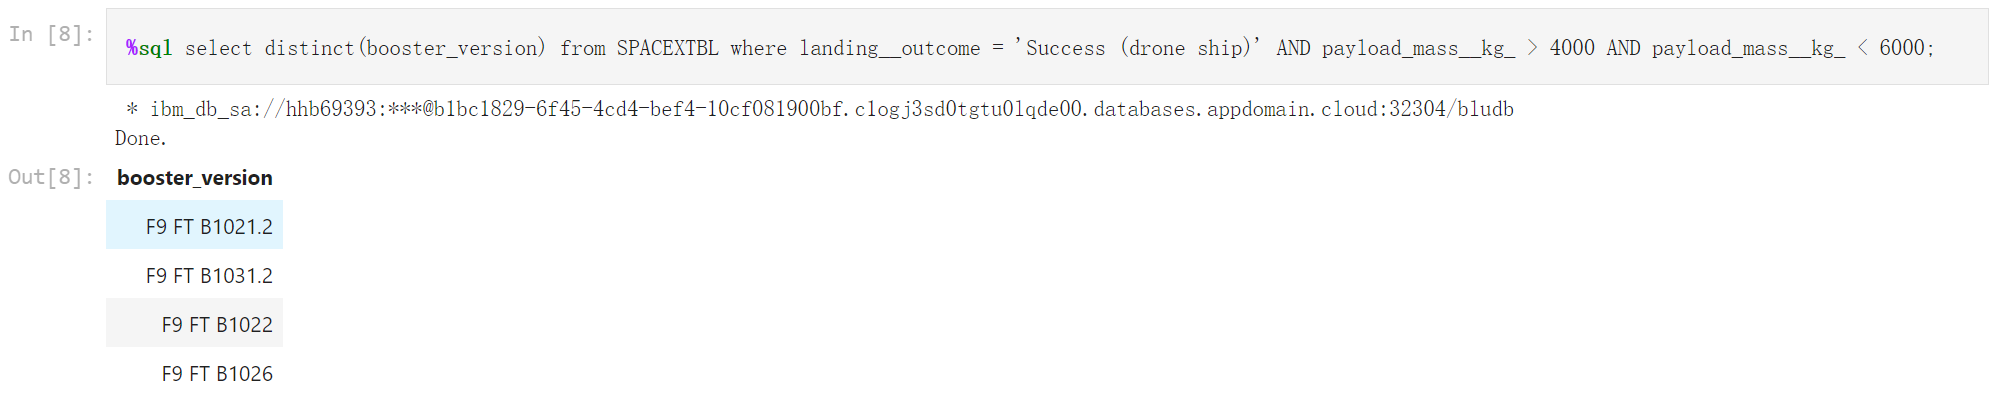 In [8]:
%sql select distinct(booster_version) from SPACEXTBL where landing__outcome = 'Success (drone ship)' AND payload_mass__kg_ > 4000 AND payload_mass__kg_ < 6000;
* ibm_db_sa://hhb69393:***@b1bc1829-6f45-4cd4-bef4-10cf081900bf.c1ogj3sd0tgtu0lqde00.databases.appdomain.cloud:32304/bludb
Done.
Out[8]:
booster_version
F9 FT B1021.2
F9 FT B1031.2
F9 FT B1022
F9 FT B1026